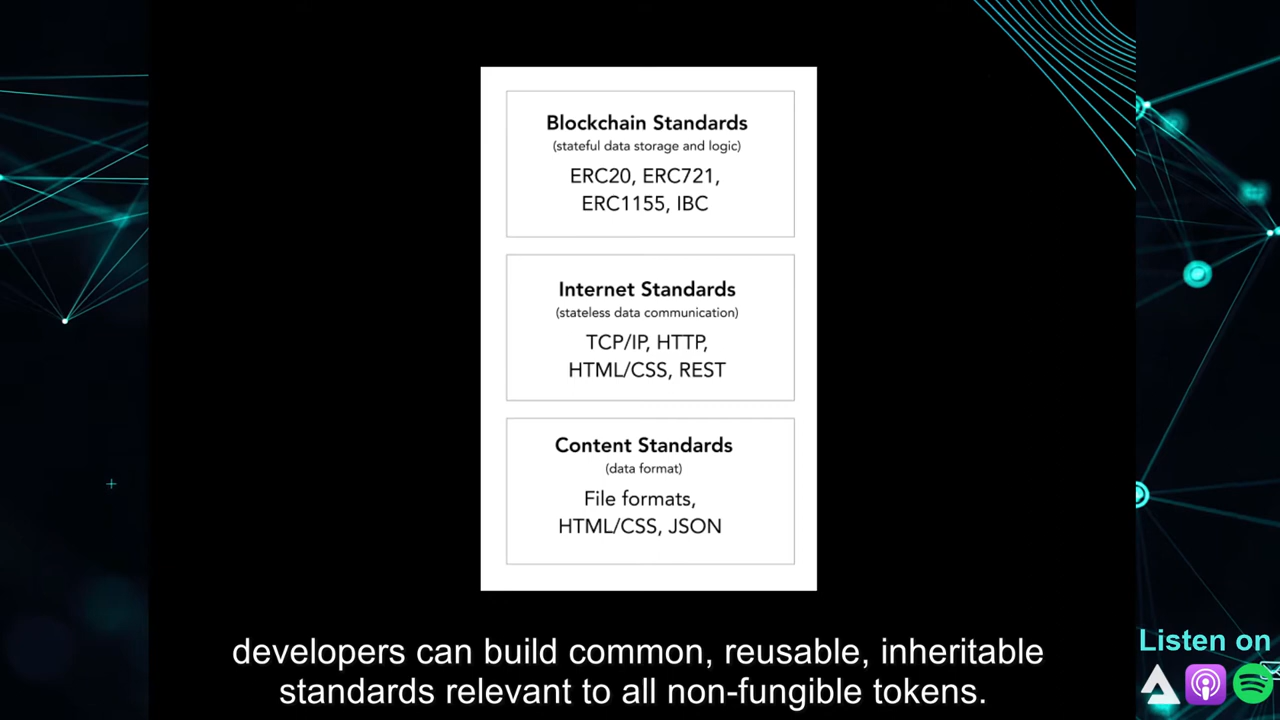 Blockchain Standards
(stateful data storage and logic)
ERC20, ERC721,
ERC1155, IBC
Internet Standards
(stateless data communication)
TCP/IP, HTTP,
HTML/CSS, REST
Content Standards
(data format)
File formats,
HTML/CSS, JSON
developers can build common, reusable, inheritable
standards relevant to all non-fungible tokens.
Listen on